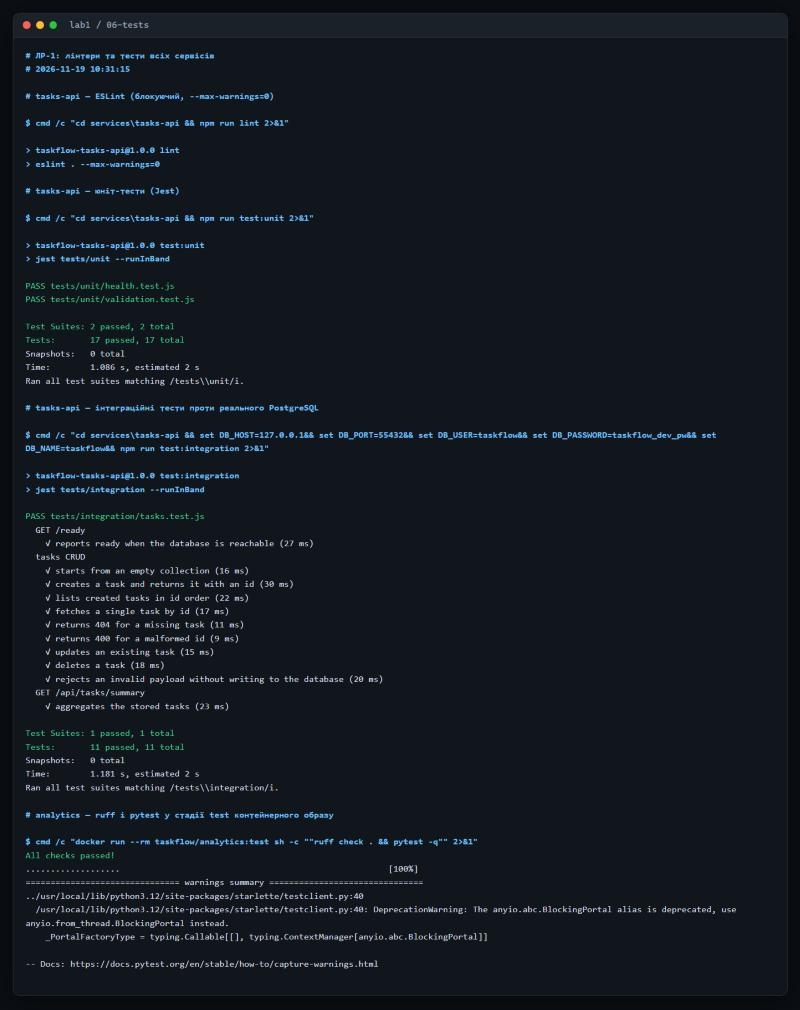 lab1 / 06-tests
# ЛР-1: лінтери та тести всіх сервісів
# 2026-11-19 10:31:15
# tasks-api — ESLint (блокуючий, --max-warnings=0)
$ cmd /c "cd services\tasks-api && npm run lint 2>&1"
> taskflow-tasks-api@1.0.0 lint
> eslint . --max-warnings=0
# tasks-api — юніт-тести (Jest)
$ cmd /c "cd services\tasks-api && npm run test:unit 2>&1"
> taskflow-tasks-api@1.0.0 test:unit
> jest tests/unit --runInBand
PASS tests/unit/health.test.js
PASS tests/unit/validation.test.js
Test Suites: 2 passed, 2 total
Tests:       17 passed, 17 total
Snapshots:   0 total
Time:        1.086 s, estimated 2 s
Ran all test suites matching /tests\\unit/i.
# tasks-api — інтеграційні тести проти реального PostgreSQL
$ cmd /c "cd services\tasks-api && set DB_HOST=127.0.0.1&& set DB_PORT=55432&& set DB_USER=taskflow&& set DB_PASSWORD=taskflow_dev_pw&& set
DB_NAME=taskflow&& npm run test:integration 2>&1"
> taskflow-tasks-api@1.0.0 test:integration
> jest tests/integration --runInBand
PASS tests/integration/tasks.test.js
  GET /ready
    √ reports ready when the database is reachable (27 ms)
  tasks CRUD
    √ starts from an empty collection (16 ms)
    √ creates a task and returns it with an id (30 ms)
    √ lists created tasks in id order (22 ms)
    √ fetches a single task by id (17 ms)
    √ returns 404 for a missing task (11 ms)
    √ returns 400 for a malformed id (9 ms)
    √ updates an existing task (15 ms)
    √ deletes a task (18 ms)
    √ rejects an invalid payload without writing to the database (20 ms)
  GET /api/tasks/summary
    √ aggregates the stored tasks (23 ms)
Test Suites: 1 passed, 1 total
Tests:       11 passed, 11 total
Snapshots:   0 total
Time:        1.181 s, estimated 2 s
Ran all test suites matching /tests\\integration/i.
# analytics — ruff і pytest у стадії test контейнерного образу
$ cmd /c "docker run --rm taskflow/analytics:test sh -c ""ruff check . && pytest -q"" 2>&1"
All checks passed!
...................                                                      [100%]
=============================== warnings summary ===============================
../usr/local/lib/python3.12/site-packages/starlette/testclient.py:40
  /usr/local/lib/python3.12/site-packages/starlette/testclient.py:40: DeprecationWarning: The anyio.abc.BlockingPortal alias is deprecated, use
anyio.from_thread.BlockingPortal instead.
    _PortalFactoryType = typing.Callable[[], typing.ContextManager[anyio.abc.BlockingPortal]]
-- Docs: https://docs.pytest.org/en/stable/how-to/capture-warnings.html